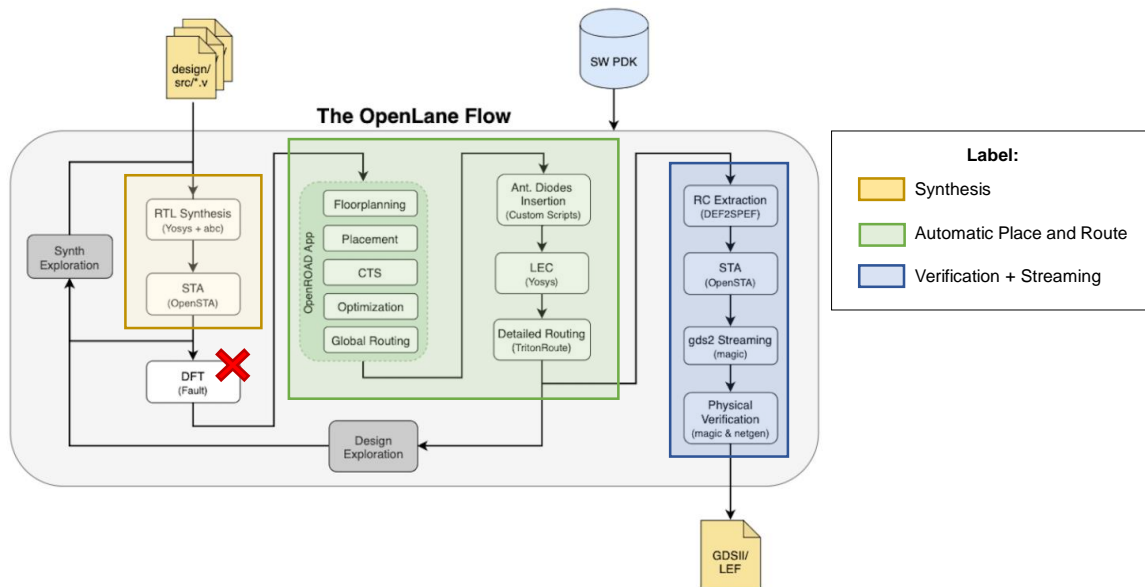 design/
src/*.v
SW PDK
The OpenLane Flow
RTL Synthesis
(Yosys + abc)
STA
(OpenSTA)
DFT
(Fault)
Synth
Exploration
Design
Exploration
OpenROAD App
Floorplanning
Placement
CTS
Optimization
Global Routing
Ant. Diodes
Insertion
(Custom Scripts)
LEC
(Yosys)
Detailed Routing
(TritonRoute)
RC Extraction
(DEF2SPEF)
STA
(OpenSTA)
gds2 Streaming
(magic)
Physical
Verification
(magic & netgen)
GDSII/
LEF
Label:
Synthesis
Automatic Place and Route
Verification + Streaming